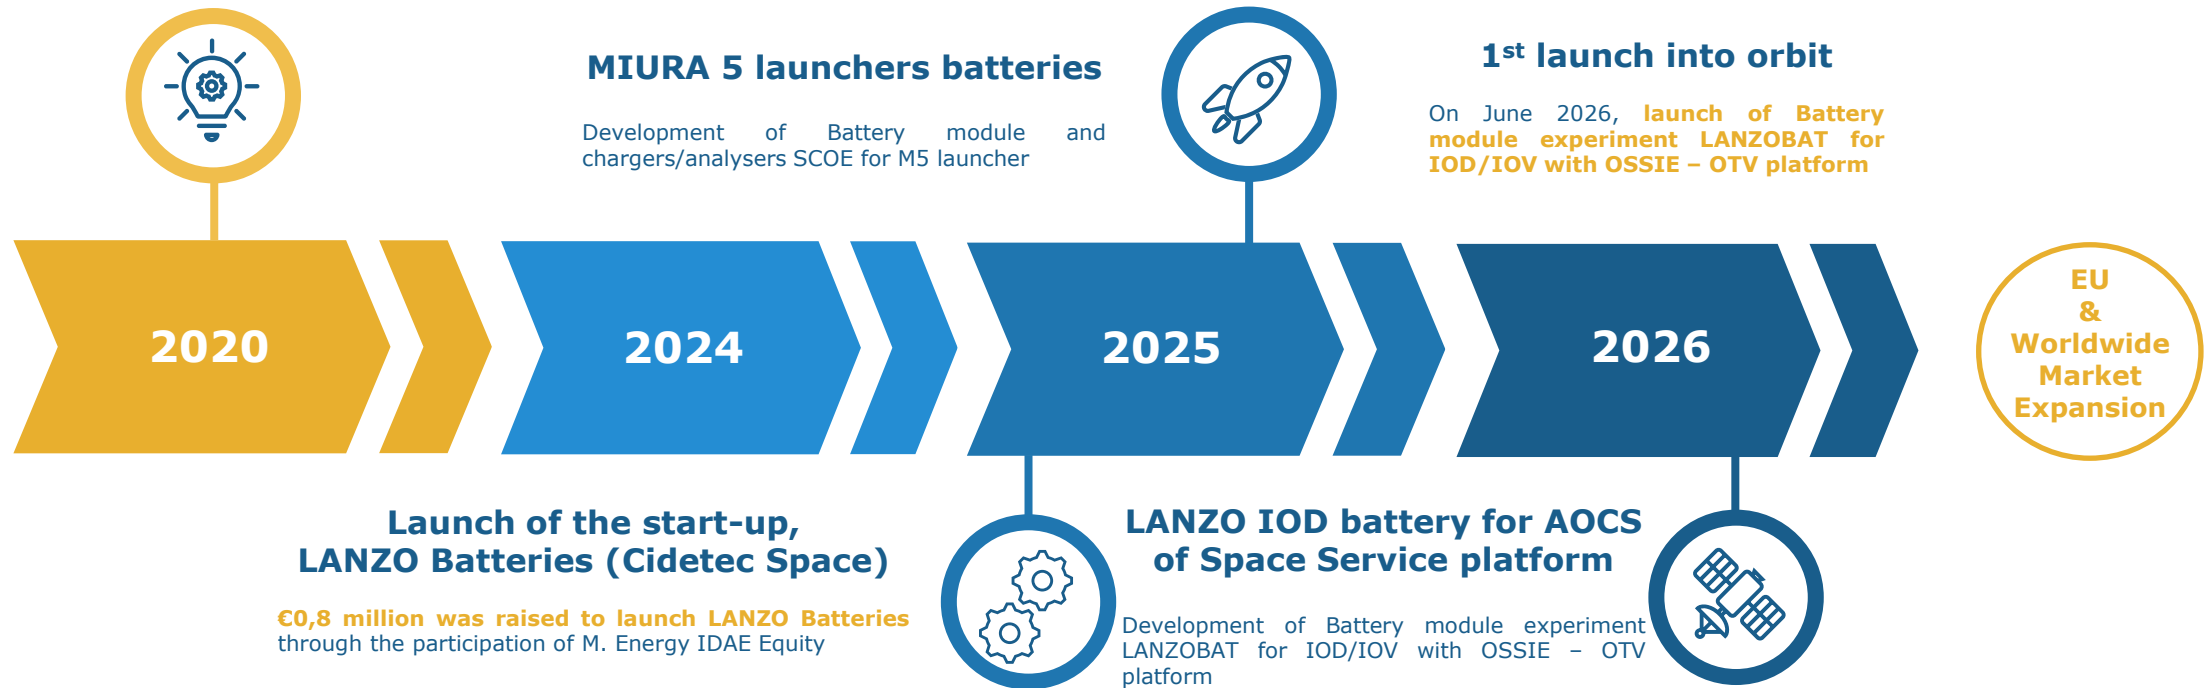 MIURA 5 launchers batteries
Development of Battery module and
chargers/analysers SCOE for M5 launcher
1st launch into orbit
On June 2026, launch of Battery
module experiment LANZOBAT for
IOD/IOV with OSSIE – OTV platform
2020
2024
2025
2026
EU
&
Worldwide
Market
Expansion
Launch of the start-up,
LANZO Batteries (Cidetec Space)
€0,8 million was raised to launch LANZO Batteries
through the participation of M. Energy IDAE Equity
LANZO IOD battery for AOCS
of Space Service platform
Development of Battery module experiment
LANZOBAT for IOD/IOV with OSSIE – OTV
platform